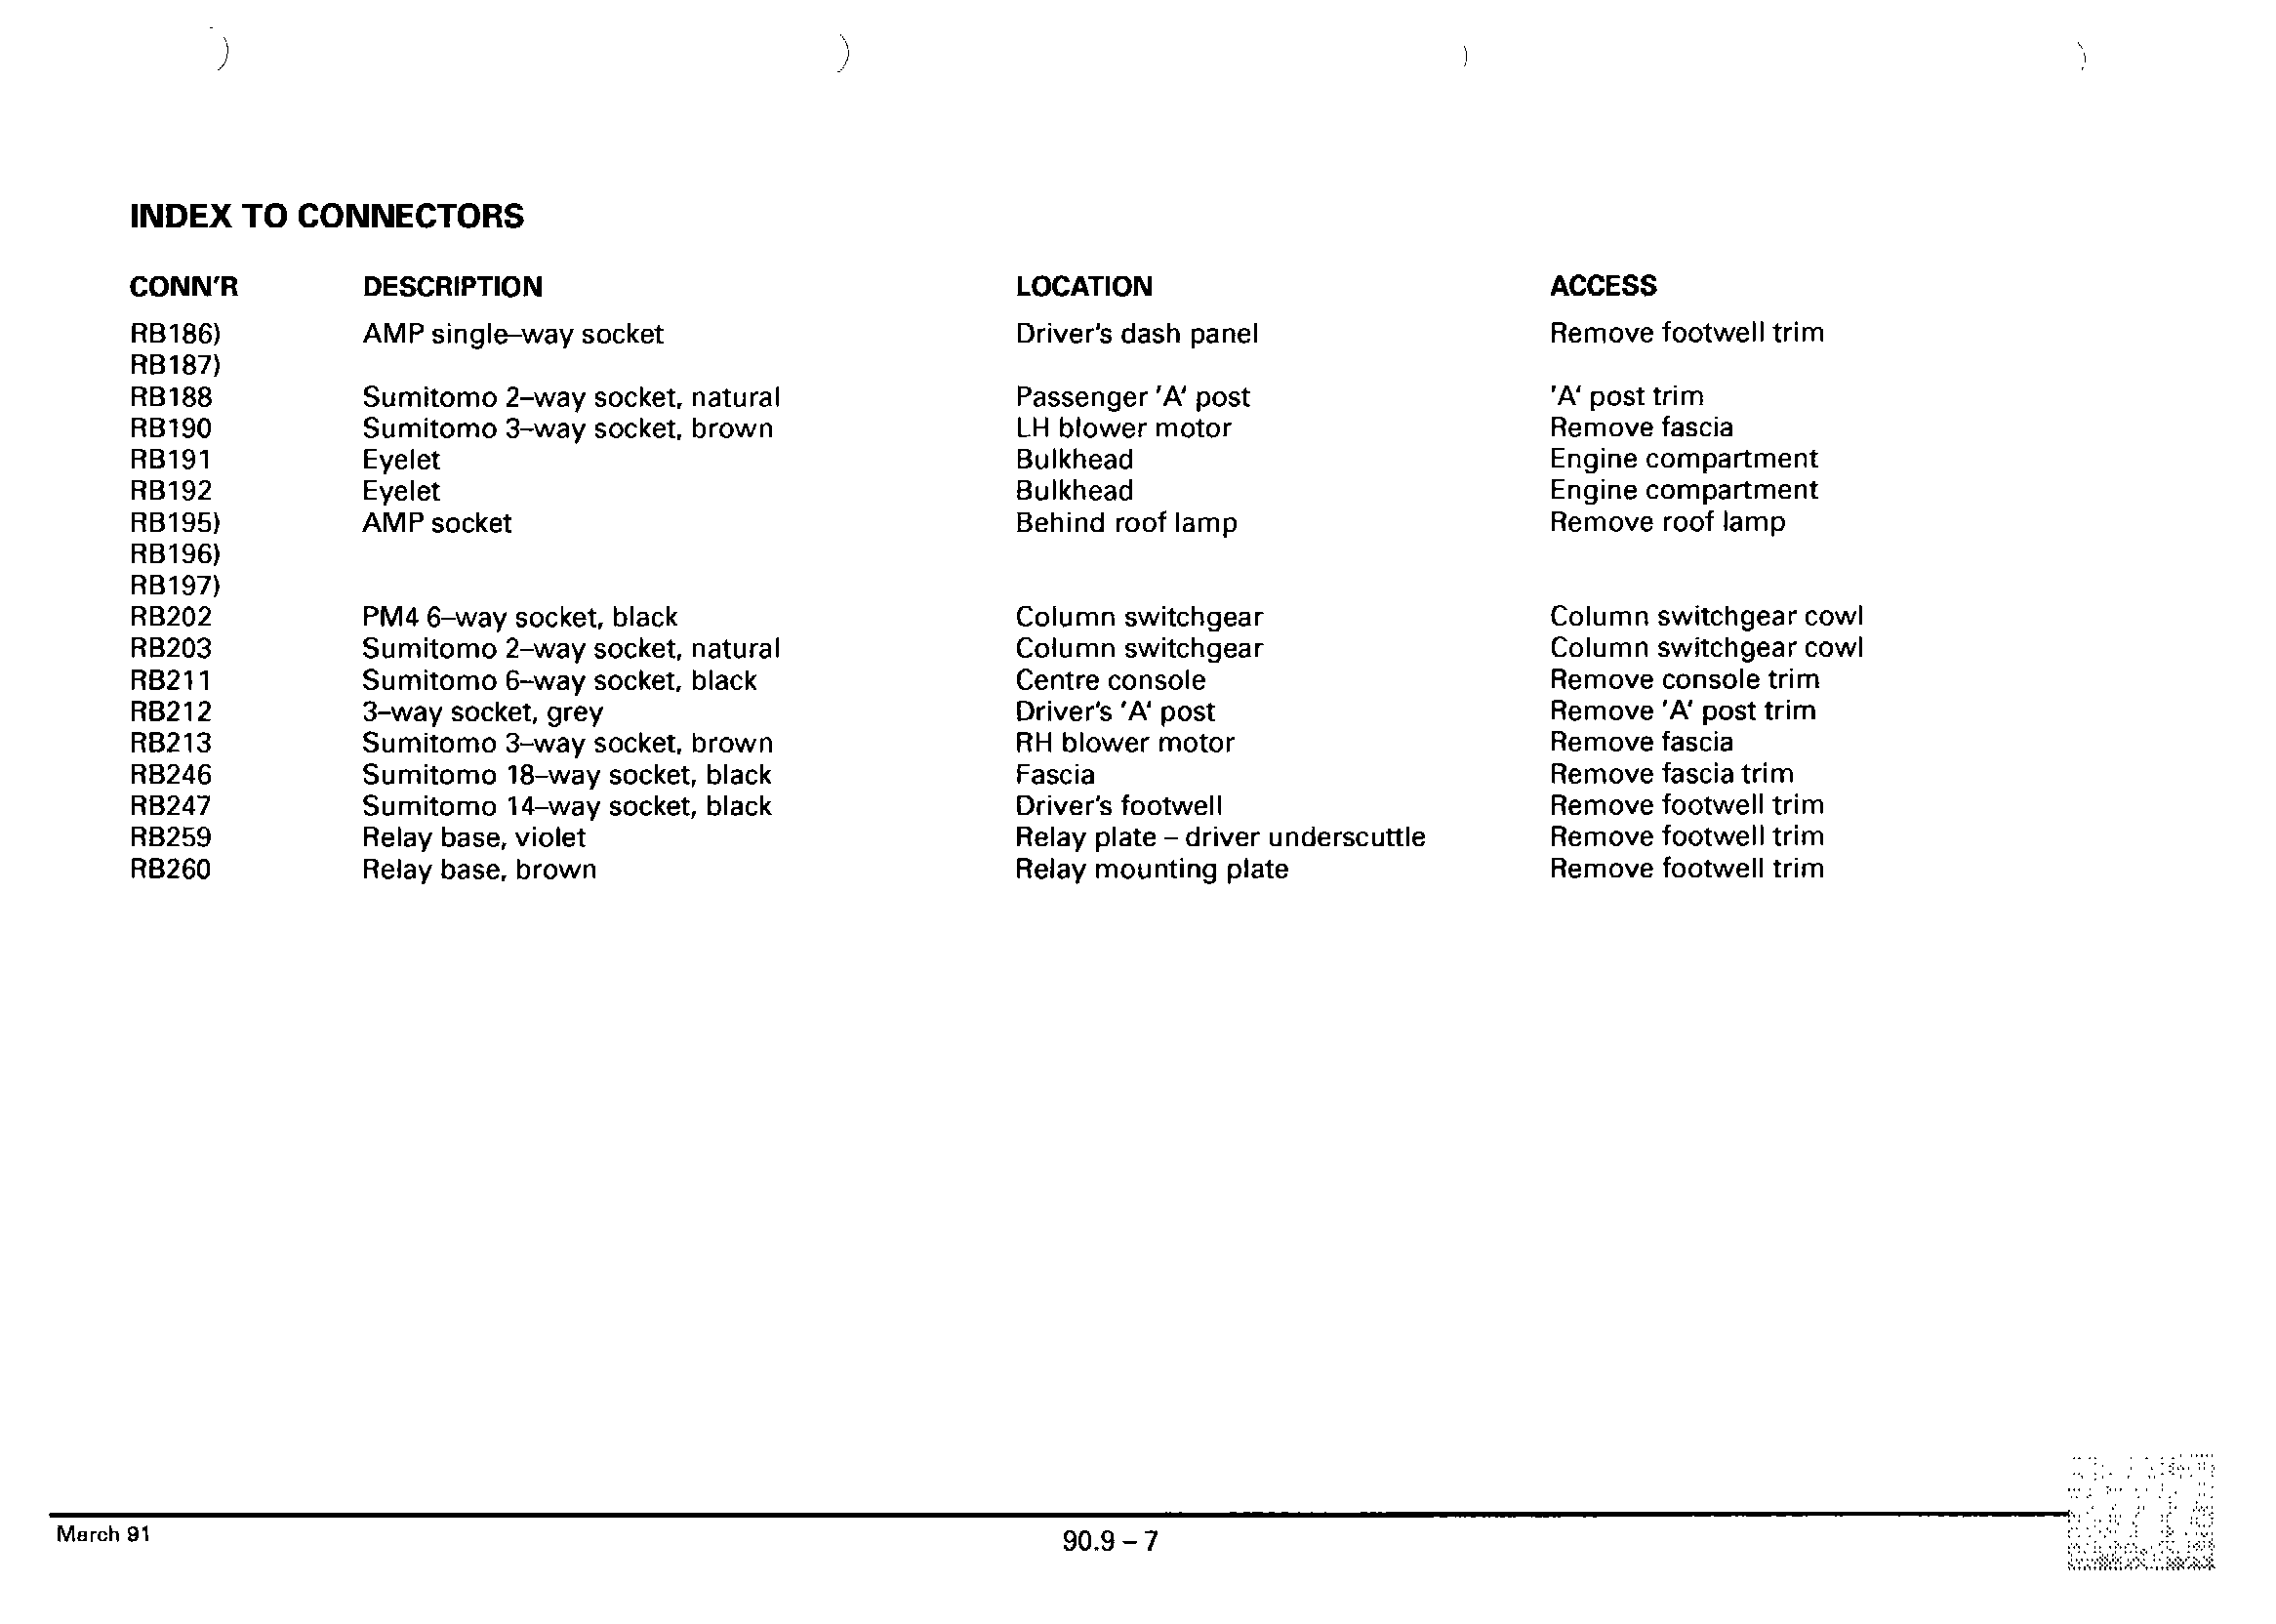 INDEX TO CONNECTORS
CONN'R DESCRIPTION LOCATION ACCESS
RB186) AMP single–way socket Driver's dash panel Remove footwell trim
RB187)
RB188 Sumitomo 2–way socket, natural Passenger 'A' post 'A' post trim
RB190 Sumitomo 3–way socket, brown LH blower motor Remove fascia
RB191 Eyelet Bulkhead Engine compartment
RB192 Eyelet Bulkhead Engine compartment
RB195) AMP socket Behind roof lamp Remove roof lamp
RB196)
RB197)
RB202 PM4 6–way socket, black Column switchgear Column switchgear cowl
RB203 Sumitomo 2–way socket, natural Column switchgear Column switchgear cowl
RB211 Sumitomo 6–way socket, black Centre console Remove console trim
RB212 3–way socket, grey Driver's 'A' post Remove 'A' post trim
RB213 Sumitomo 3–way socket, brown RH blower motor Remove fascia
RB246 Sumitomo 18–way socket, black Fascia Remove fascia trim
RB247 Sumitomo 14–way socket, black Driver's footwell Remove footwell trim
RB259 Relay base, violet Relay plate – driver underscuttle Remove footwell trim
RB260 Relay base, brown Relay mounting plate Remove footwell trim
March 91 90.9 – 7